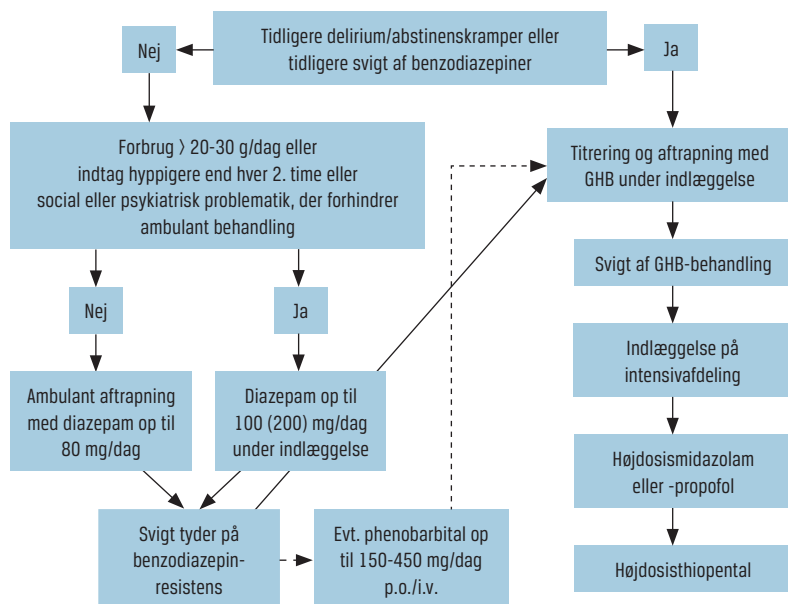 Tidligere delirium/abstinenskramper eller
tidligere svigt af benzodiazepiner
Nej
Ja
Forbrug > 20-30 g/dag eller
indtag hyppigere end hver 2. time eller
social eller psykiatrisk problematik, der forhindrer
ambulant behandling
Titrering og aftrapning med
GHB under indlæggelse
Svigt af GHB-behandling
Nej
Ja
Indlæggelse på
intensivafdeling
Ambulant aftrapning
med diazepam op til
80 mg/dag
Diazepam op til
100 (200) mg/dag
under indlæggelse
Højdosismidazolam
eller -propofol
Svigt tyder på
benzodiazepin-
resistens
Evt. phenobarbital op
til 150-450 mg/dag
p.o./i.v.
Højdosisthiopental